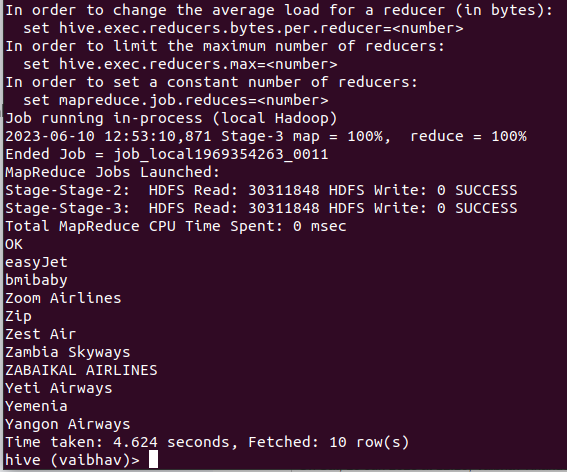 In order to change the average load for a reducer (in bytes):
  set hive.exec.reducers.bytes.per.reducer=<number>
In order to limit the maximum number of reducers:
  set hive.exec.reducers.max=<number>
In order to set a constant number of reducers:
  set mapreduce.job.reduces=<number>
Job running in-process (local Hadoop)
2023-06-10 12:53:10,871 Stage-3 map = 100%,  reduce = 100%
Ended Job = job_local1969354263_0011
MapReduce Jobs Launched:
Stage-Stage-2:  HDFS Read: 30311848 HDFS Write: 0 SUCCESS
Stage-Stage-3:  HDFS Read: 30311848 HDFS Write: 0 SUCCESS
Total MapReduce CPU Time Spent: 0 msec
OK
easyJet
bmibaby
Zoom Airlines
Zip
Zest Air
Zambia Skyways
ZABAIKAL AIRLINES
Yeti Airways
Yemenia
Yangon Airways
Time taken: 4.624 seconds, Fetched: 10 row(s)
hive (vaibhav)>